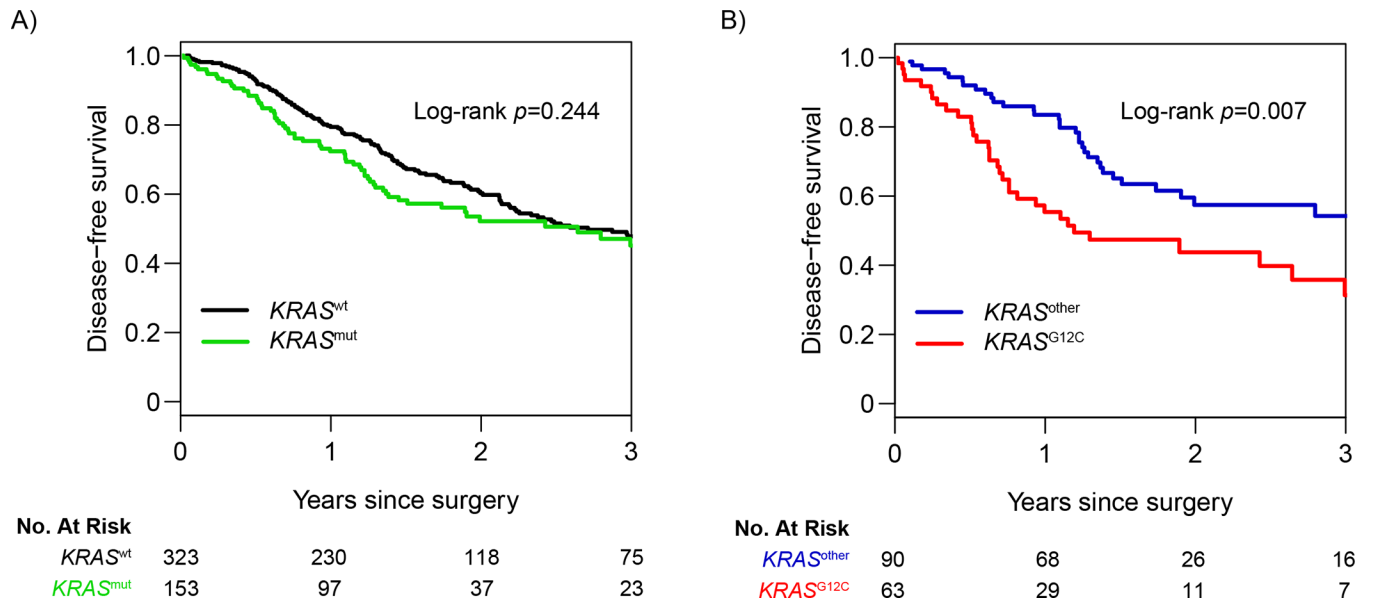 A)
Disease−free survival
1.0
0.8
0.6
0.4
0.2
0
Log-rank p=0.244
KRASwt
KRASmut
0 1 2 3
Years since surgery
No. At Risk
KRASwt 323 230 118 75
KRASmut 153 97 37 23
B)
Disease−free survival
1.0
0.8
0.6
0.4
0.2
0
Log-rank p=0.007
KRASother
KRASG12C
0 1 2 3
Years since surgery
No. At Risk
KRASother 90 68 26 16
KRASG12C 63 29 11 7